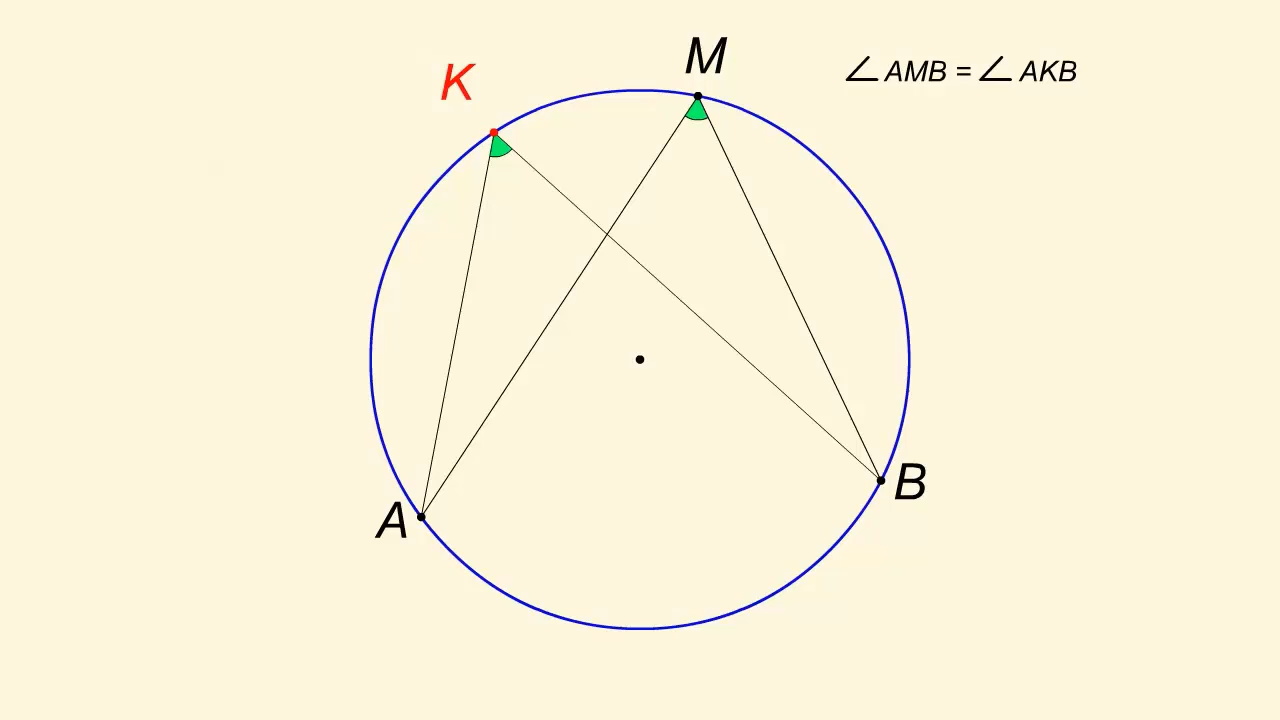 M
K
∠ AMB = ∠ AKB
A
B